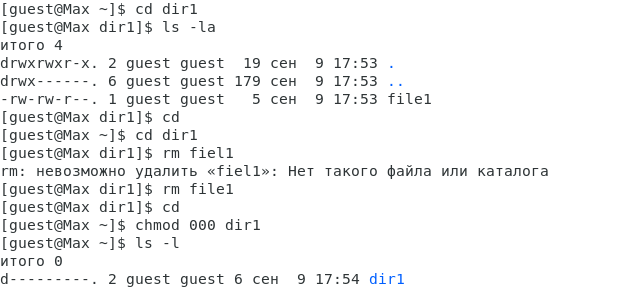 [guest@Max ~]$ cd dir1
[guest@Max dir1]$ ls -la
итого 4
drwxrwxr-x. 2 guest guest  19 сен  9 17:53 .
drwx------. 6 guest guest 179 сен  9 17:53 ..
-rw-rw-r--. 1 guest guest   5 сен  9 17:53 file1
[guest@Max dir1]$ cd
[guest@Max ~]$ cd dir1
[guest@Max dir1]$ rm fiel1
rm: невозможно удалить «fiel1»: Нет такого файла или каталога
[guest@Max dir1]$ rm file1
[guest@Max dir1]$ cd
[guest@Max ~]$ chmod 000 dir1
[guest@Max ~]$ ls -l
итого 0
d---------. 2 guest guest 6 сен  9 17:54 dir1